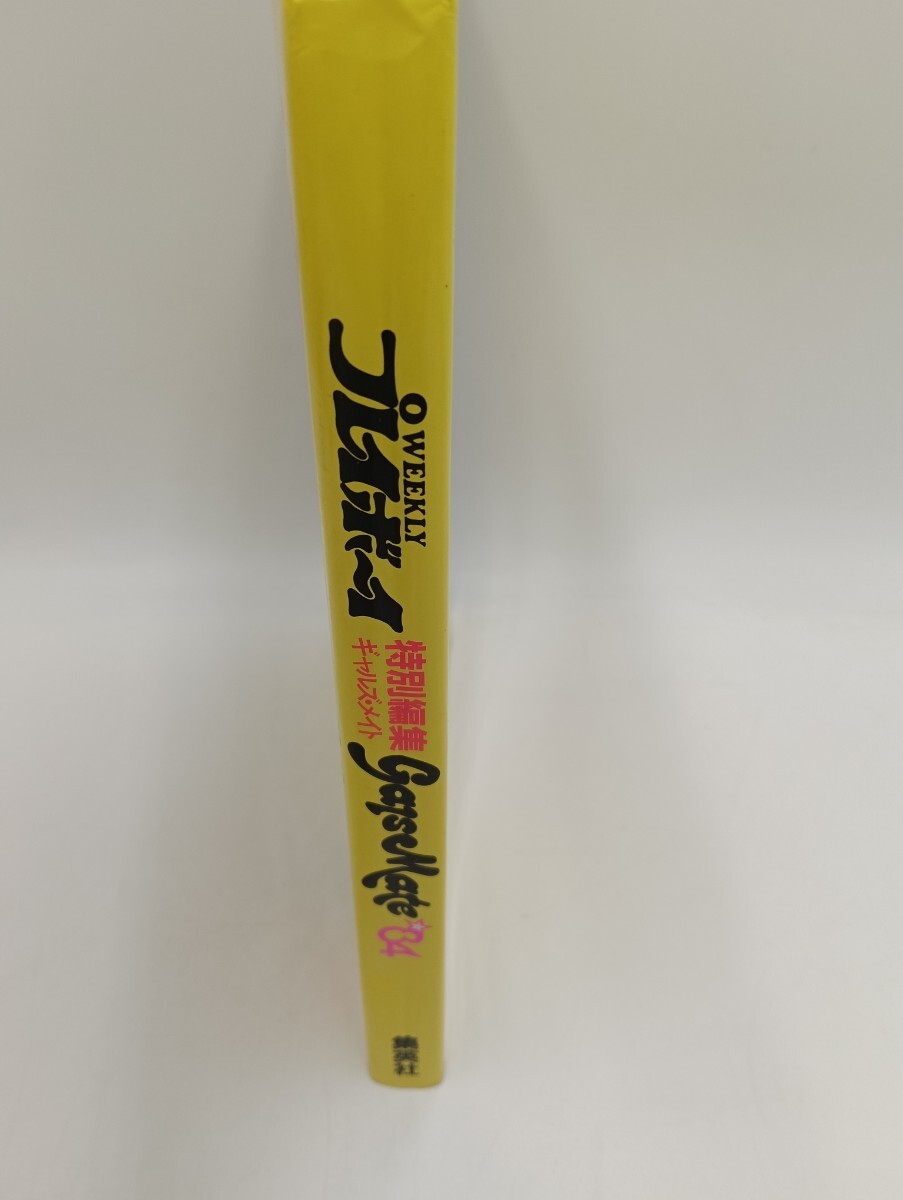 WEEKLY
プレイボーイ
特別編集
ギャルズ・メイト
GalsMate
集英社